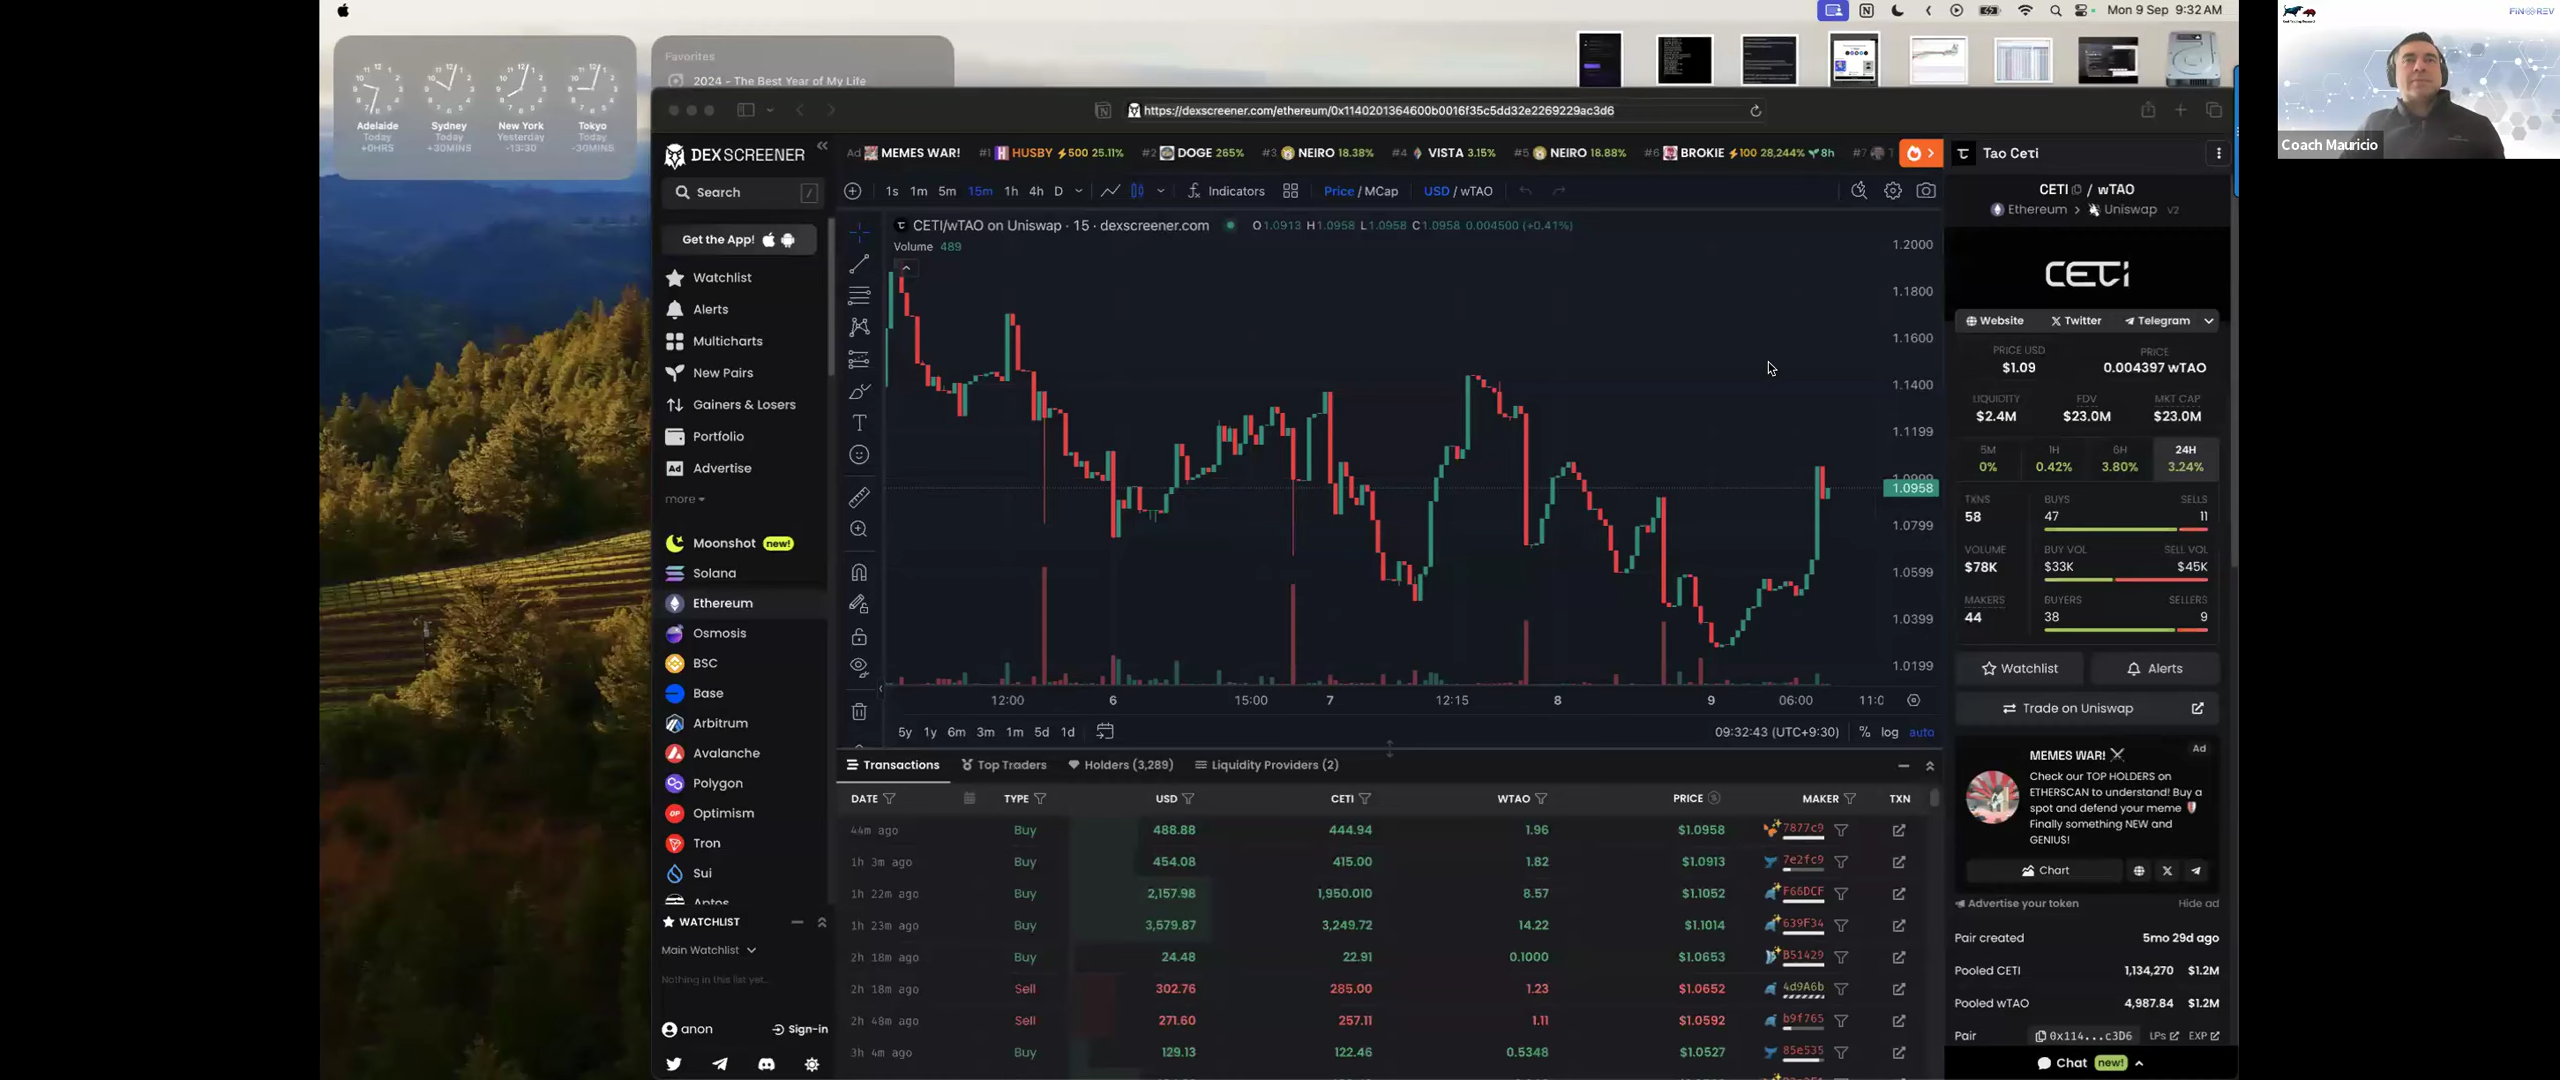 Mon 9 Sep 9:32 AM
Adelaide
Today
+0HRS
Sydney
Today
+30MINS
New York
Yesterday
-13:30
Tokyo
Today
-30MINS
Favorites
2024 - The Best Year of My Life
https://dexscreener.com/ethereum/0x1140201364600b0016f35c5dd32e2269229ac3d6
DEX SCREENER
Search /
Get the App!
Watchlist
Alerts
Multicharts
New Pairs
Gainers & Losers
Portfolio
Ad Advertise
more
Moonshot new!
Solana
Ethereum
Osmosis
BSC
Base
Arbitrum
Avalanche
Polygon
OP Optimism
Tron
Sui
Aptos
WATCHLIST
Main Watchlist
Nothing in this list yet...
anon Sign-in
Ad MEMES WAR! #1 HUSBY 500 25.11% #2 DOGE 265% #3 NEIRO 18.38% #4 VISTA 3.15% #5 NEIRO 18.88% #6 BROKIE 100 28,244% 8h #7
1s 1m 5m 15m 1h 4h D Indicators Price / MCap USD / wTAO
CETI/wTAO on Uniswap · 15 · dexscreener.com O1.0913 H1.0958 L1.0958 C1.0958 0.004500 (+0.41%)
Volume 489
1.2000
1.1800
1.1600
1.1400
1.1199
1.0999
1.0958
1.0799
1.0599
1.0399
1.0199
12:00 6 15:00 7 12:15 8 9 06:00 11:0
5y 1y 6m 3m 1m 5d 1d 09:32:43 (UTC+9:30) % log auto
Transactions Top Traders Holders (3,289) Liquidity Providers (2)
DATE TYPE USD CETI WTAO PRICE MAKER TXN
44m ago Buy 488.88 444.94 1.96 $1.0958 7877c9
1h 3m ago Buy 454.08 415.00 1.82 $1.0913 7e2fc9
1h 22m ago Buy 2,157.98 1,950.010 8.57 $1.1052 F66DCF
1h 23m ago Buy 3,579.87 3,249.72 14.22 $1.1014 639F34
2h 18m ago Buy 24.48 22.91 0.1000 $1.0653 B51429
2h 18m ago Sell 302.76 285.00 1.23 $1.0652 4d9A6b
2h 48m ago Sell 271.60 257.11 1.11 $1.0592 b9f765
3h 4m ago Buy 129.13 122.46 0.5348 $1.0527 85e535
Tao Ceti
CETI / wTAO
Ethereum > Uniswap V2
CETI
Website Twitter Telegram
PRICE USD
$1.09
PRICE
0.004397 wTAO
LIQUIDITY
$2.4M
FDV
$23.0M
MKT CAP
$23.0M
5M
0%
1H
0.42%
6H
3.80%
24H
3.24%
TXNS
58
BUYS
47
SELLS
11
VOLUME
$78K
BUY VOL
$33K
SELL VOL
$45K
MAKERS
44
BUYERS
38
SELLERS
9
Watchlist Alerts
Trade on Uniswap
MEMES WAR!
Ad
Check our TOP HOLDERS on
ETHERSCAN to understand! Buy a
spot and defend your meme
Finally something NEW and
GENIUS!
Chart
Advertise your token Hide ad
Pair created 5mo 29d ago
Pooled CETI 1,134,270 $1.2M
Pooled wTAO 4,987.84 $1.2M
Pair 0x114...c3D6 LPs EXP
Chat new!
FINREV
Coach Mauricio